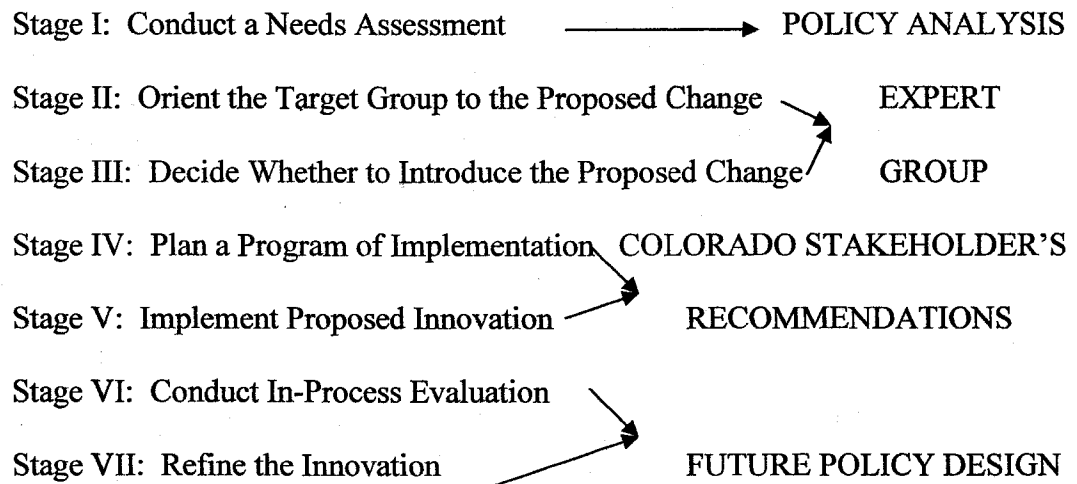 Stage I: Conduct a Needs Assessment POLICY ANALYSIS
Stage II: Orient the Target Group to the Proposed Change EXPERT
Stage III: Decide Whether to Introduce the Proposed Change GROUP
Stage IV: Plan a Program of Implementation COLORADO STAKEHOLDER'S
Stage V: Implement Proposed Innovation RECOMMENDATIONS
Stage VI: Conduct In-Process Evaluation
Stage VII: Refine the Innovation FUTURE POLICY DESIGN